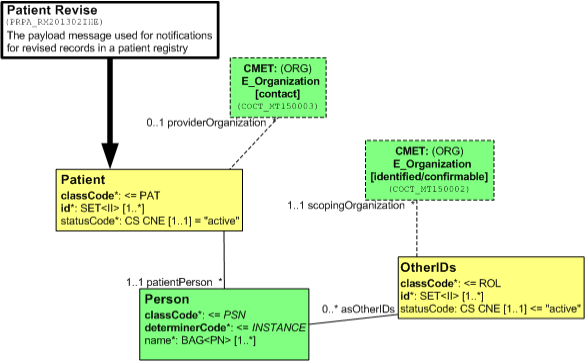 Patient Revise
(PRPA_RM201302IHE)
The payload message used for notifications
for revised records in a patient registry
CMET: (ORG)
E_Organization
[contact]
(COCT_MT150003)
0..1 providerOrganization *
CMET: (ORG)
E_Organization
[identified/confirmable]
(COCT_MT150002)
Patient
classCode*: <= PAT
id*: SET<II> [1..*]
statusCode*: CS CNE [1..1] = "active"
1..1 scopingOrganization *
OtherIDs
classCode*: <= ROL
id*: SET<II> [1..*]
statusCode: CS CNE [1..1] <= "active"
1..1 patientPerson *
Person
classCode*: <= PSN
determinerCode*: <= INSTANCE
name*: BAG<PN> [1..*]
0..* asOtherIDs